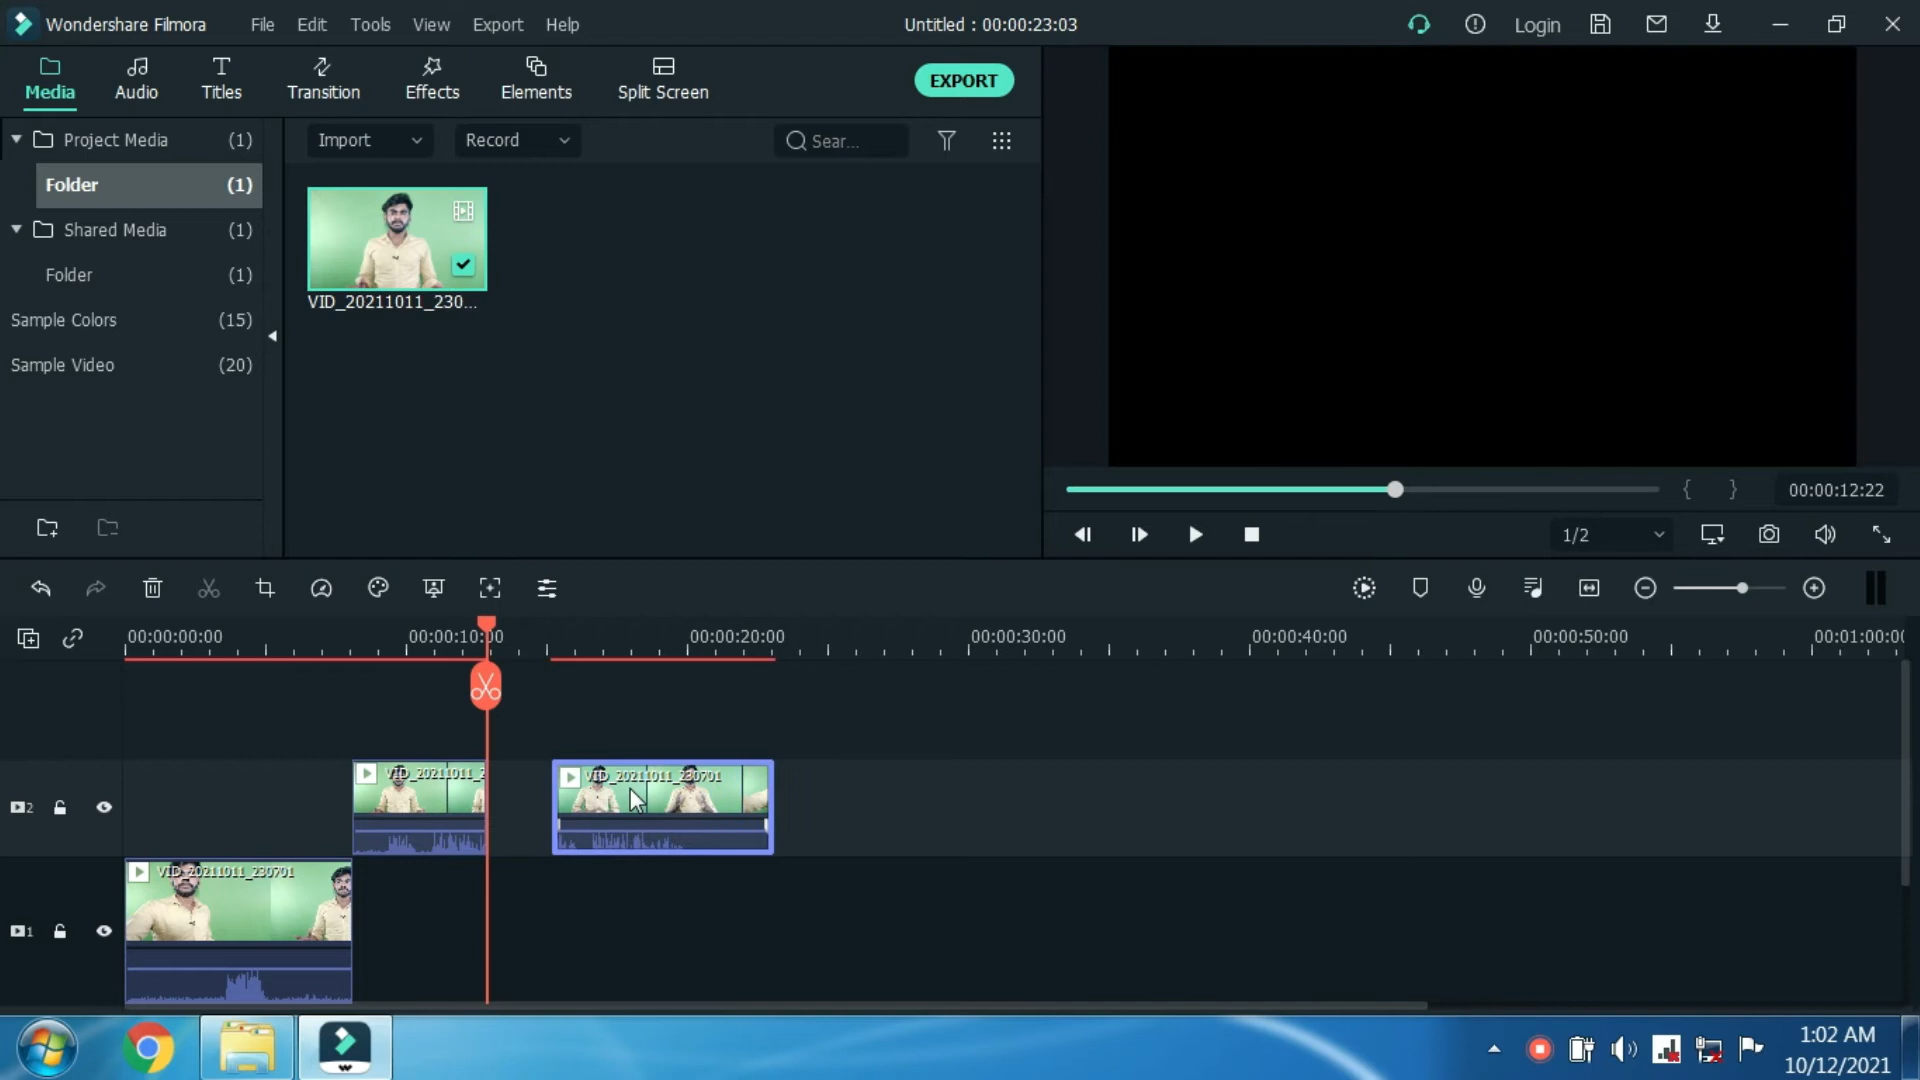 Wondershare Filmora File Edit Tools View Export Help Untitled : 00:00:23:03 Login
Media Audio Titles Transition Effects Elements Split Screen EXPORT
Project Media (1) Import Record Sear...
Folder (1)
Shared Media (1)
Folder (1)
VID_20211011_230...
Sample Colors (15)
Sample Video (20)
{ } 00:00:12:22
1/2
00:00:00:00 00:00:10:00 00:00:20:00 00:00:30:00 00:00:40:00 00:00:50:00 00:01:00:0
VID_20211011_2 VID_20211011_230701
2
VID_20211011_230701
1
1:02 AM
10/12/2021